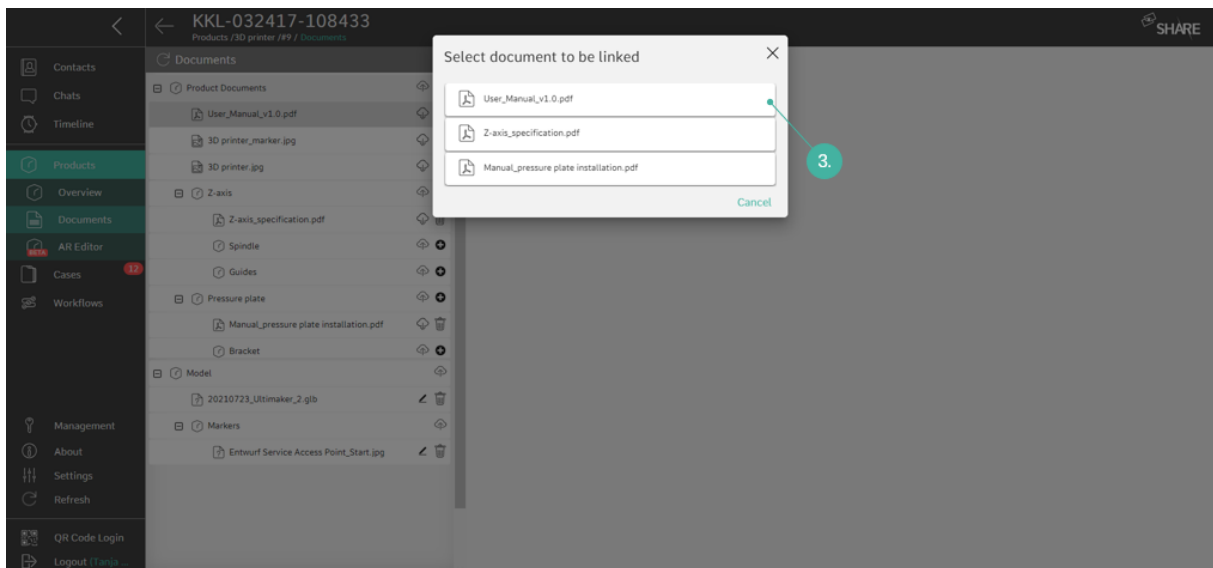 KKL-032417-108433
Products /3D printer /#9 / Documents
SHARE
Contacts
Chats
Timeline
Products
Overview
Documents
BETA
AR Editor
Cases
12
Workflows
Management
About
Settings
Refresh
QR Code Login
Logout (Tanja ...
Documents
Product Documents
User_Manual_v1.0.pdf
3D printer_marker.jpg
3D printer.jpg
Z-axis
Z-axis_specification.pdf
Spindle
Guides
Pressure plate
Manual_pressure plate installation.pdf
Bracket
Model
20210723_Ultimaker_2.glb
Markers
Entwurf Service Access Point_Start.jpg
Select document to be linked
User_Manual_v1.0.pdf
Z-axis_specification.pdf
Manual_pressure plate installation.pdf
Cancel
3.